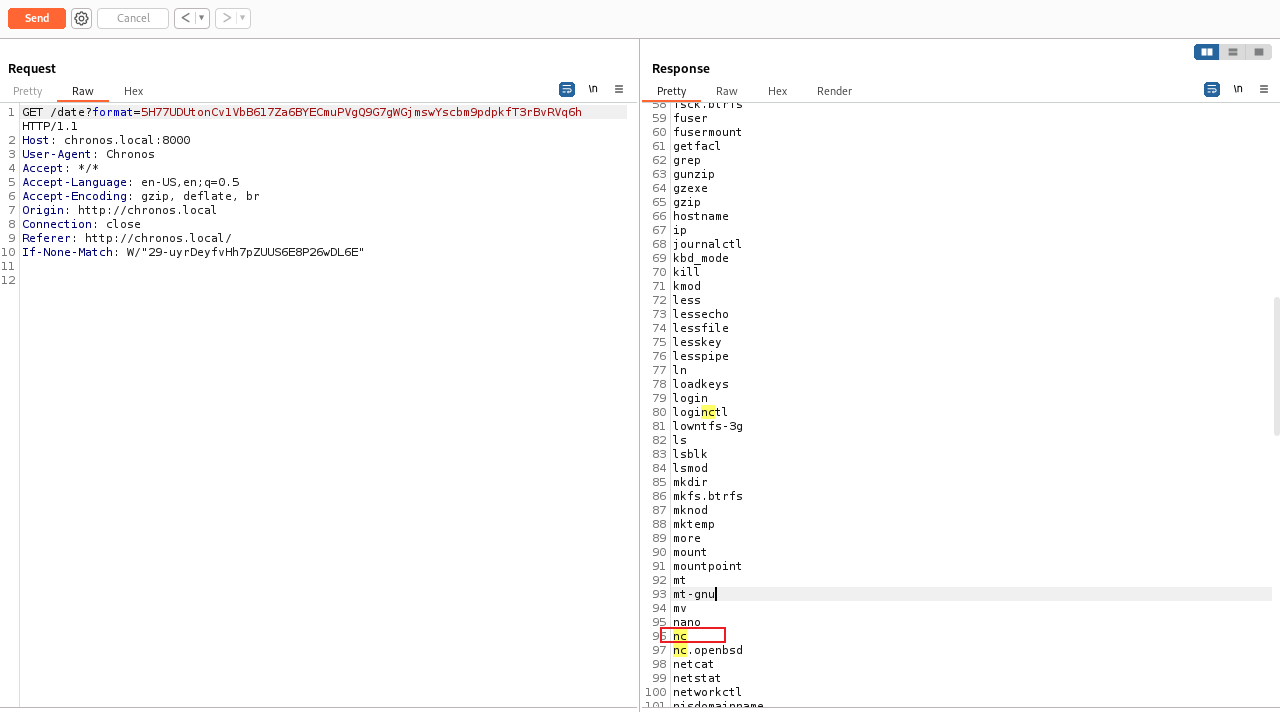 Send
Cancel
<
>
Request
Response
Pretty
Raw
Hex
\n
Pretty
Raw
Hex
Render
\n
1 GET /date?format=5H77UDUtonCv1VbB617Za6BYECmuPVgQ9G7gWGjmswYscbm9pdpkfT3rBvRVq6h
HTTP/1.1
2 Host: chronos.local:8000
3 User-Agent: Chronos
4 Accept: */*
5 Accept-Language: en-US,en;q=0.5
6 Accept-Encoding: gzip, deflate, br
7 Origin: http://chronos.local
8 Connection: close
9 Referer: http://chronos.local/
10 If-None-Match: W/"29-uyrDeyfvHh7pZUUS6E8P26wDL6E"
11
12
58 fsck.btrfs
59 fuser
60 fusermount
61 getfacl
62 grep
63 gunzip
64 gzexe
65 gzip
66 hostname
67 ip
68 journalctl
69 kbd_mode
70 kill
71 kmod
72 less
73 lessecho
74 lessfile
75 lesskey
76 lesspipe
77 ln
78 loadkeys
79 login
80 loginctl
81 lowntfs-3g
82 ls
83 lsblk
84 lsmod
85 mkdir
86 mkfs.btrfs
87 mknod
88 mktemp
89 more
90 mount
91 mountpoint
92 mt
93 mt-gnu
94 mv
95 nano
96 nc
97 nc.openbsd
98 netcat
99 netstat
100 networkctl
101 nisdomainname